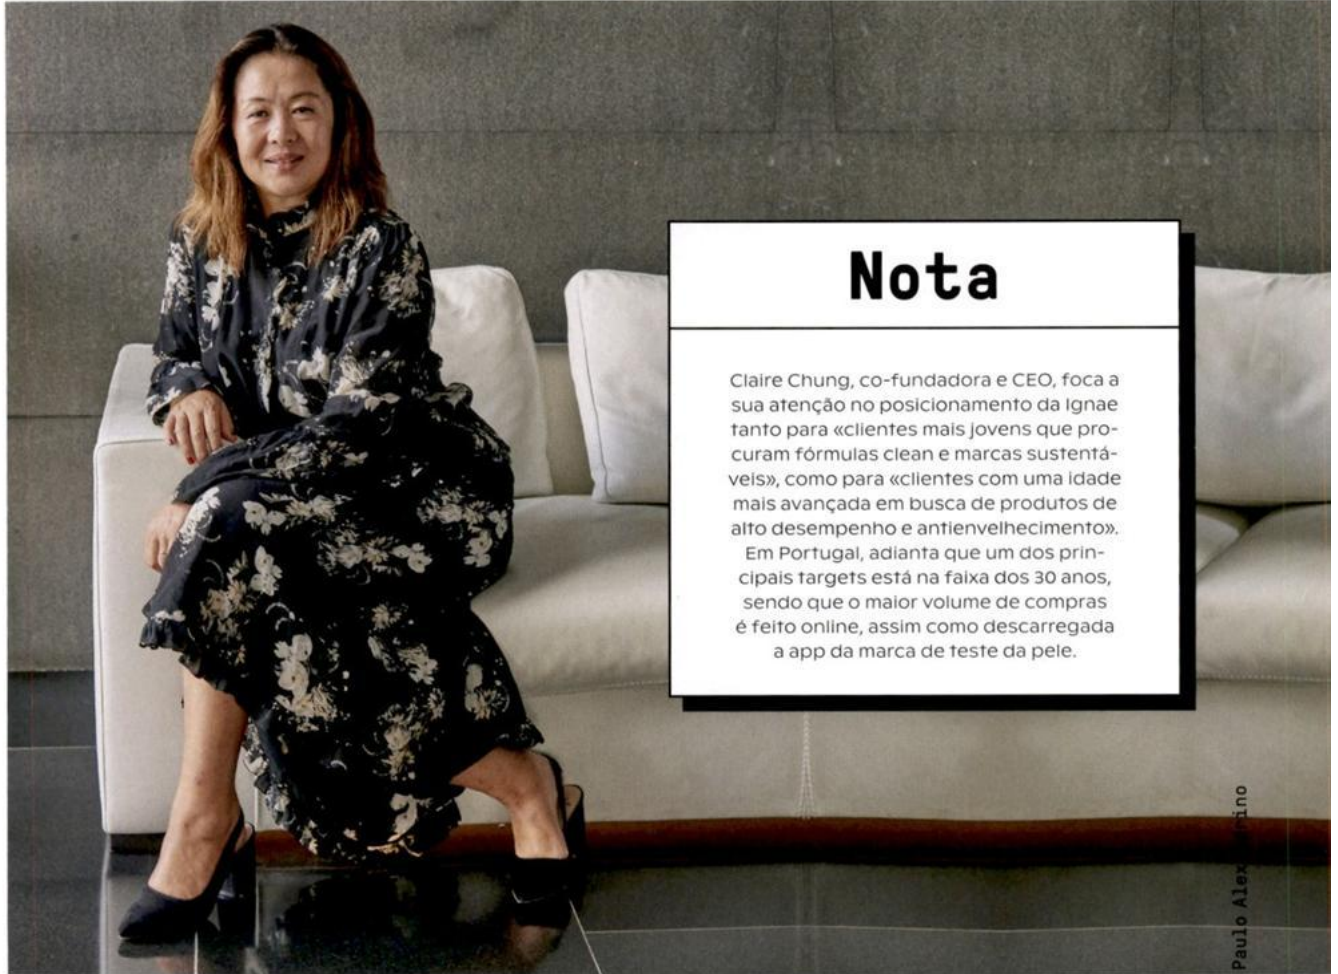 Nota
Claire Chung, co-fundadora e CEO, foca a
sua atenção no posicionamento da Ignae
tanto para «clientes mais jovens que pro-
curam fórmulas clean e marcas sustentá-
veis», como para «clientes com uma idade
mais avançada em busca de produtos de
alto desempenho e antienvelhecimento».
Em Portugal, adianta que um dos prin-
cipais targets está na faixa dos 30 anos,
sendo que o maior volume de compras
é feito online, assim como descarregada
a app da marca de teste da pele.
Paulo